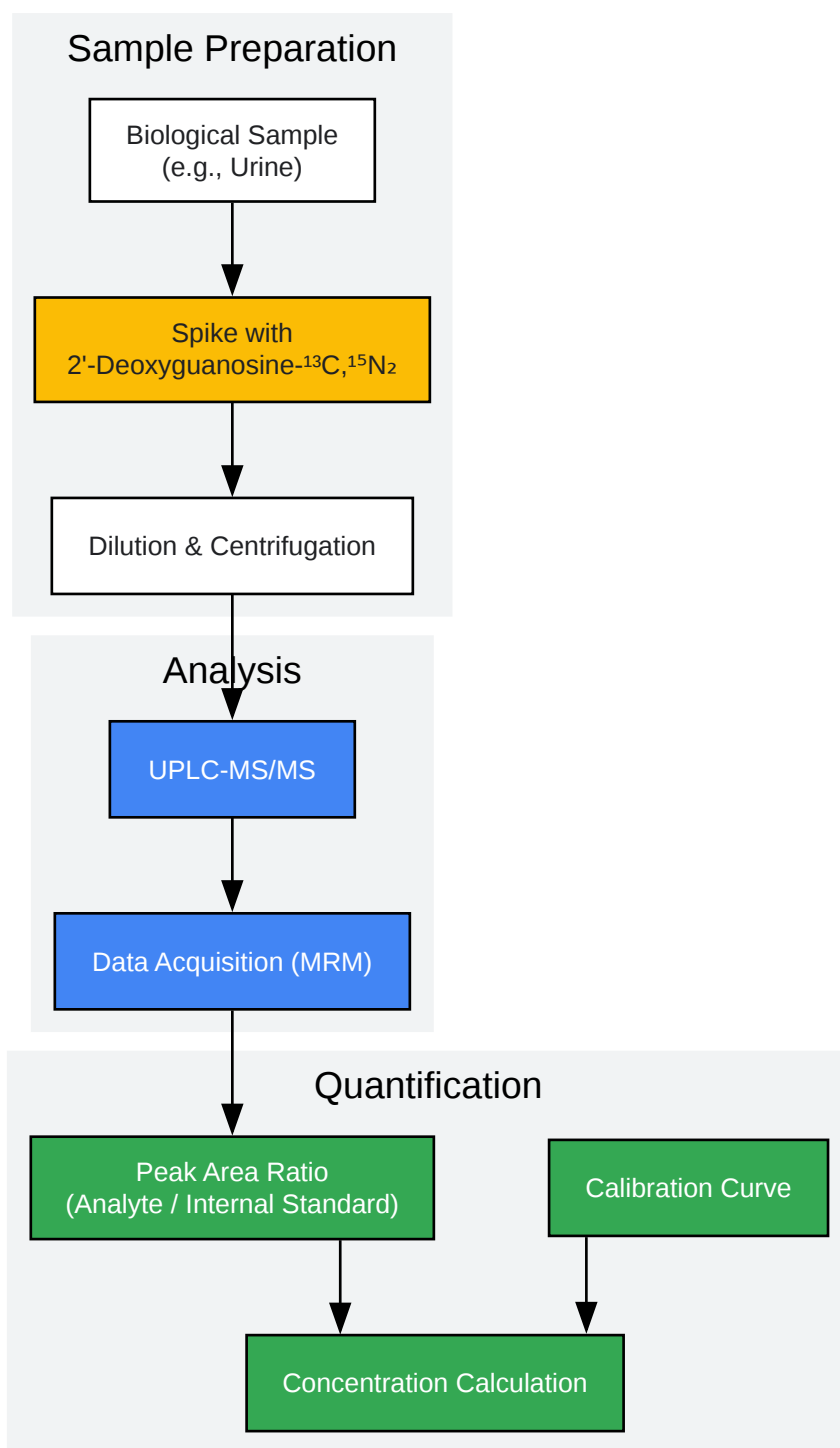 Sample Preparation
Biological Sample
(e.g., Urine)
Spike with
2'-Deoxyguanosine-¹³C,¹⁵N₂
Dilution & Centrifugation
Analysis
UPLC-MS/MS
Data Acquisition (MRM)
Quantification
Peak Area Ratio
(Analyte / Internal Standard)
Calibration Curve
Concentration Calculation